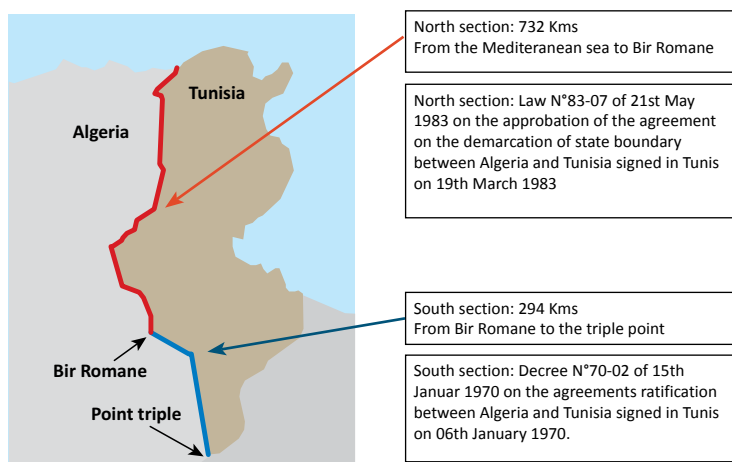 North section: 732 Kms
From the Mediteranean sea to Bir Romane
Tunisia
Algeria
North section: Law N°83-07 of 21st May
1983 on the approbation of the agreement
on the demarcation of state boundary
between Algeria and Tunisia signed in Tunis
on 19th March 1983
South section: 294 Kms
From Bir Romane to the triple point
Bir Romane
South section: Decree N°70-02 of 15th
Januar 1970 on the agreements ratification
between Algeria and Tunisia signed in Tunis
on 06th January 1970.
Point triple